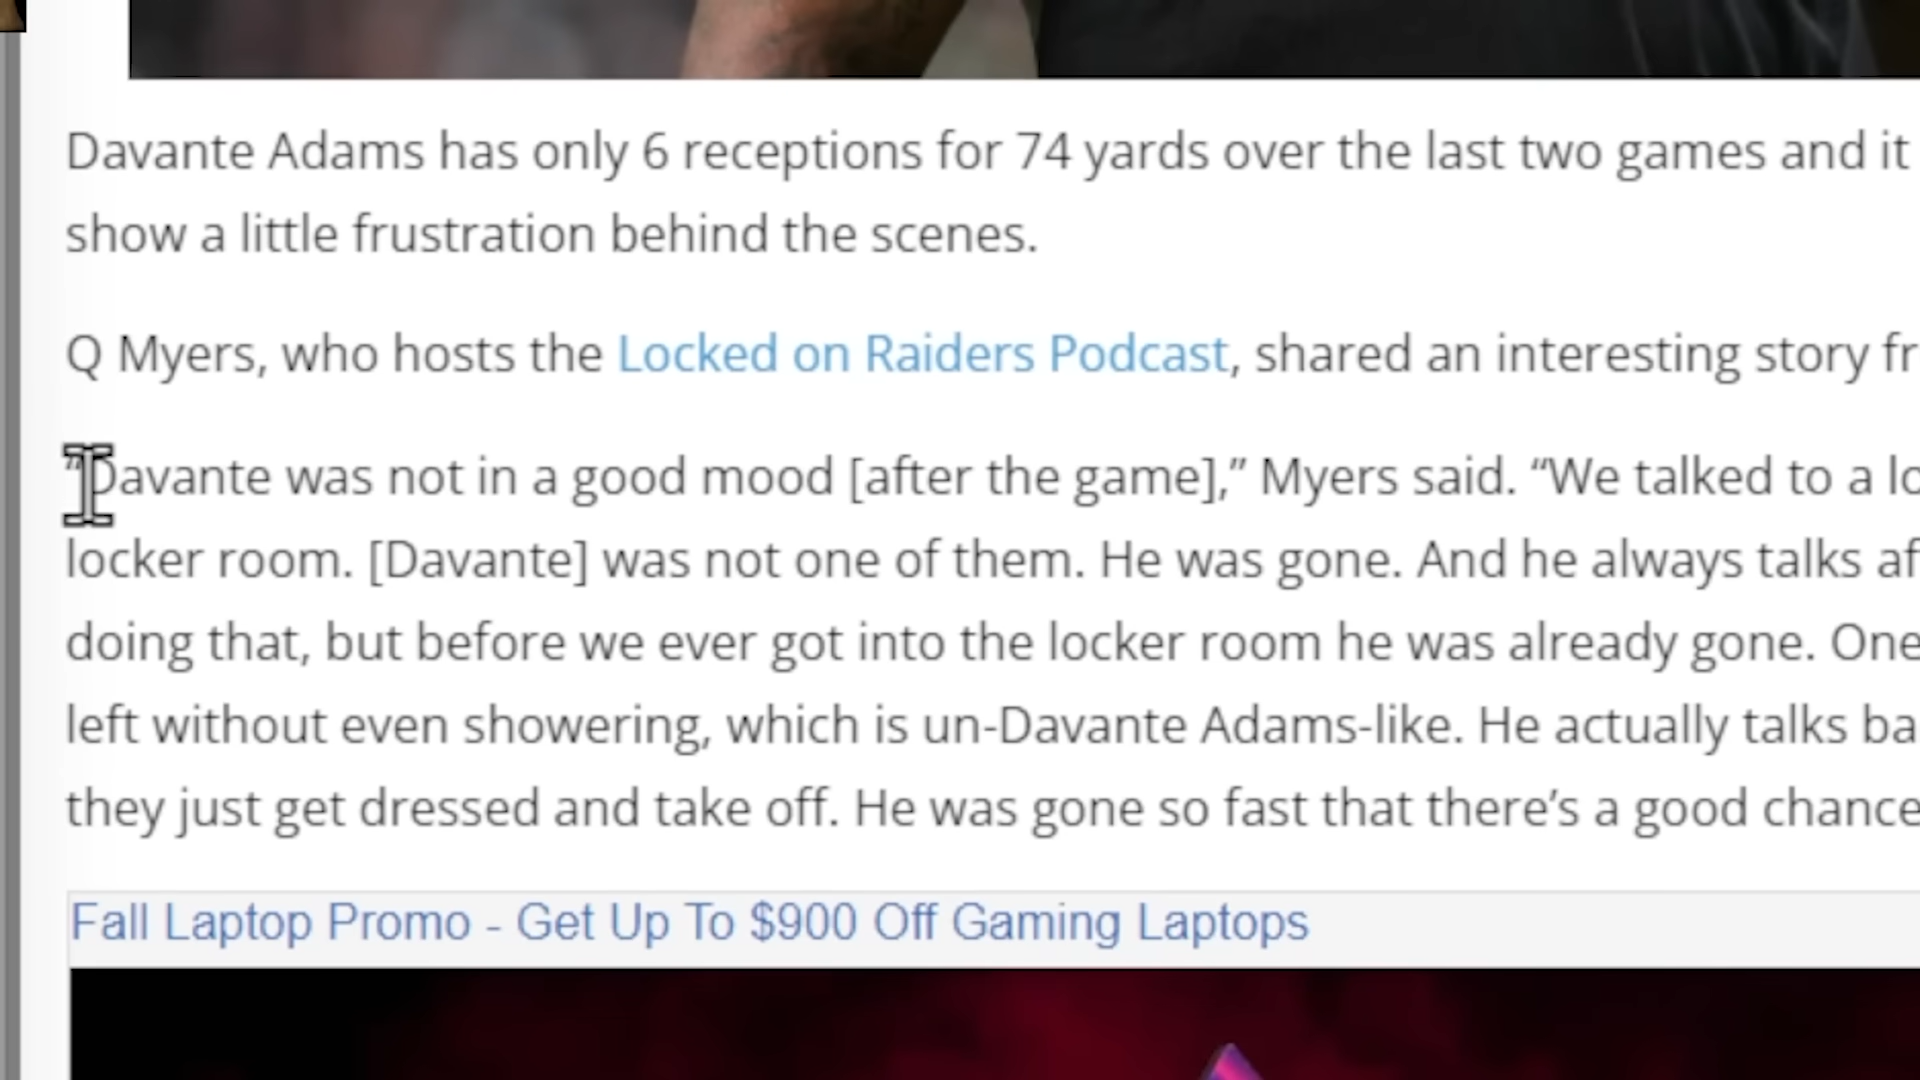 Davante Adams has only 6 receptions for 74 yards over the last two games and it
show a little frustration behind the scenes.
Q Myers, who hosts the Locked on Raiders Podcast, shared an interesting story fr
“Davante was not in a good mood [after the game],” Myers said. “We talked to a lo
locker room. [Davante] was not one of them. He was gone. And he always talks af
doing that, but before we ever got into the locker room he was already gone. One
left without even showering, which is un-Davante Adams-like. He actually talks ba
they just get dressed and take off. He was gone so fast that there’s a good chance
Fall Laptop Promo - Get Up To $900 Off Gaming Laptops